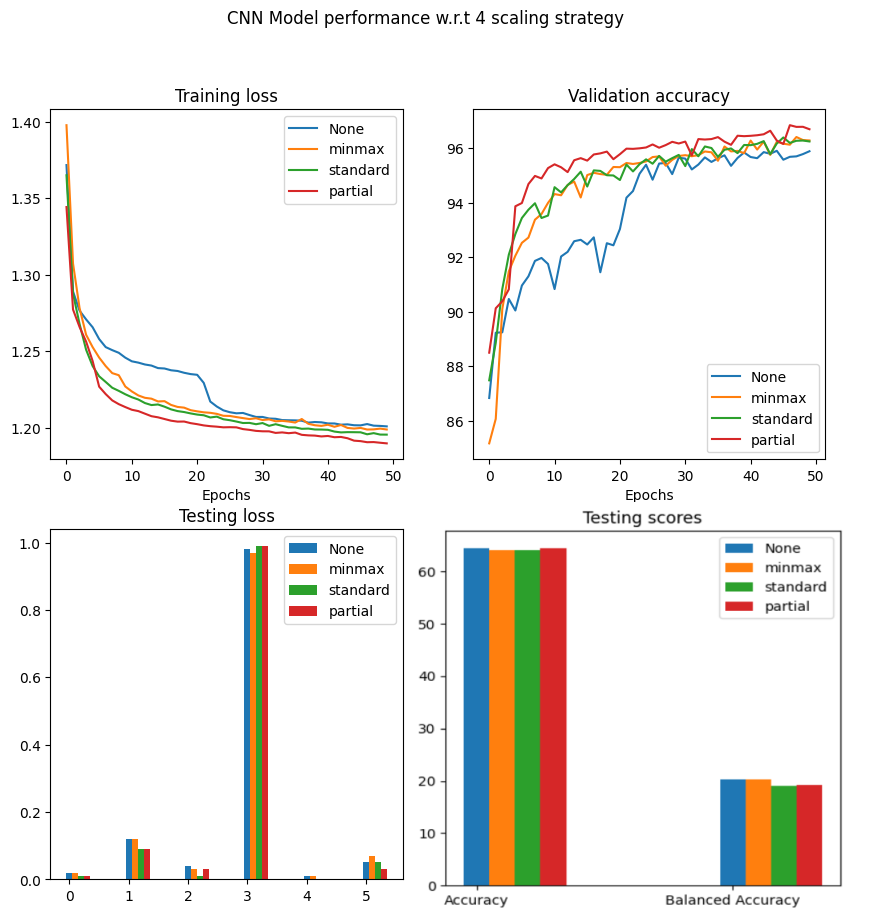 CNN Model performance w.r.t 4 scaling strategy
Training loss
1.40
1.35
1.30
1.25
1.20
None
minmax
standard
partial
0
10
20
30
40
50
Epochs
Validation accuracy
96
94
92
90
88
86
None
minmax
standard
partial
0
10
20
30
40
50
Epochs
Testing loss
1.0
0.8
0.6
0.4
0.2
0.0
None
minmax
standard
partial
0
1
2
3
4
5
Testing scores
60
50
40
30
20
10
0
None
minmax
standard
partial
Accuracy
Balanced Accuracy